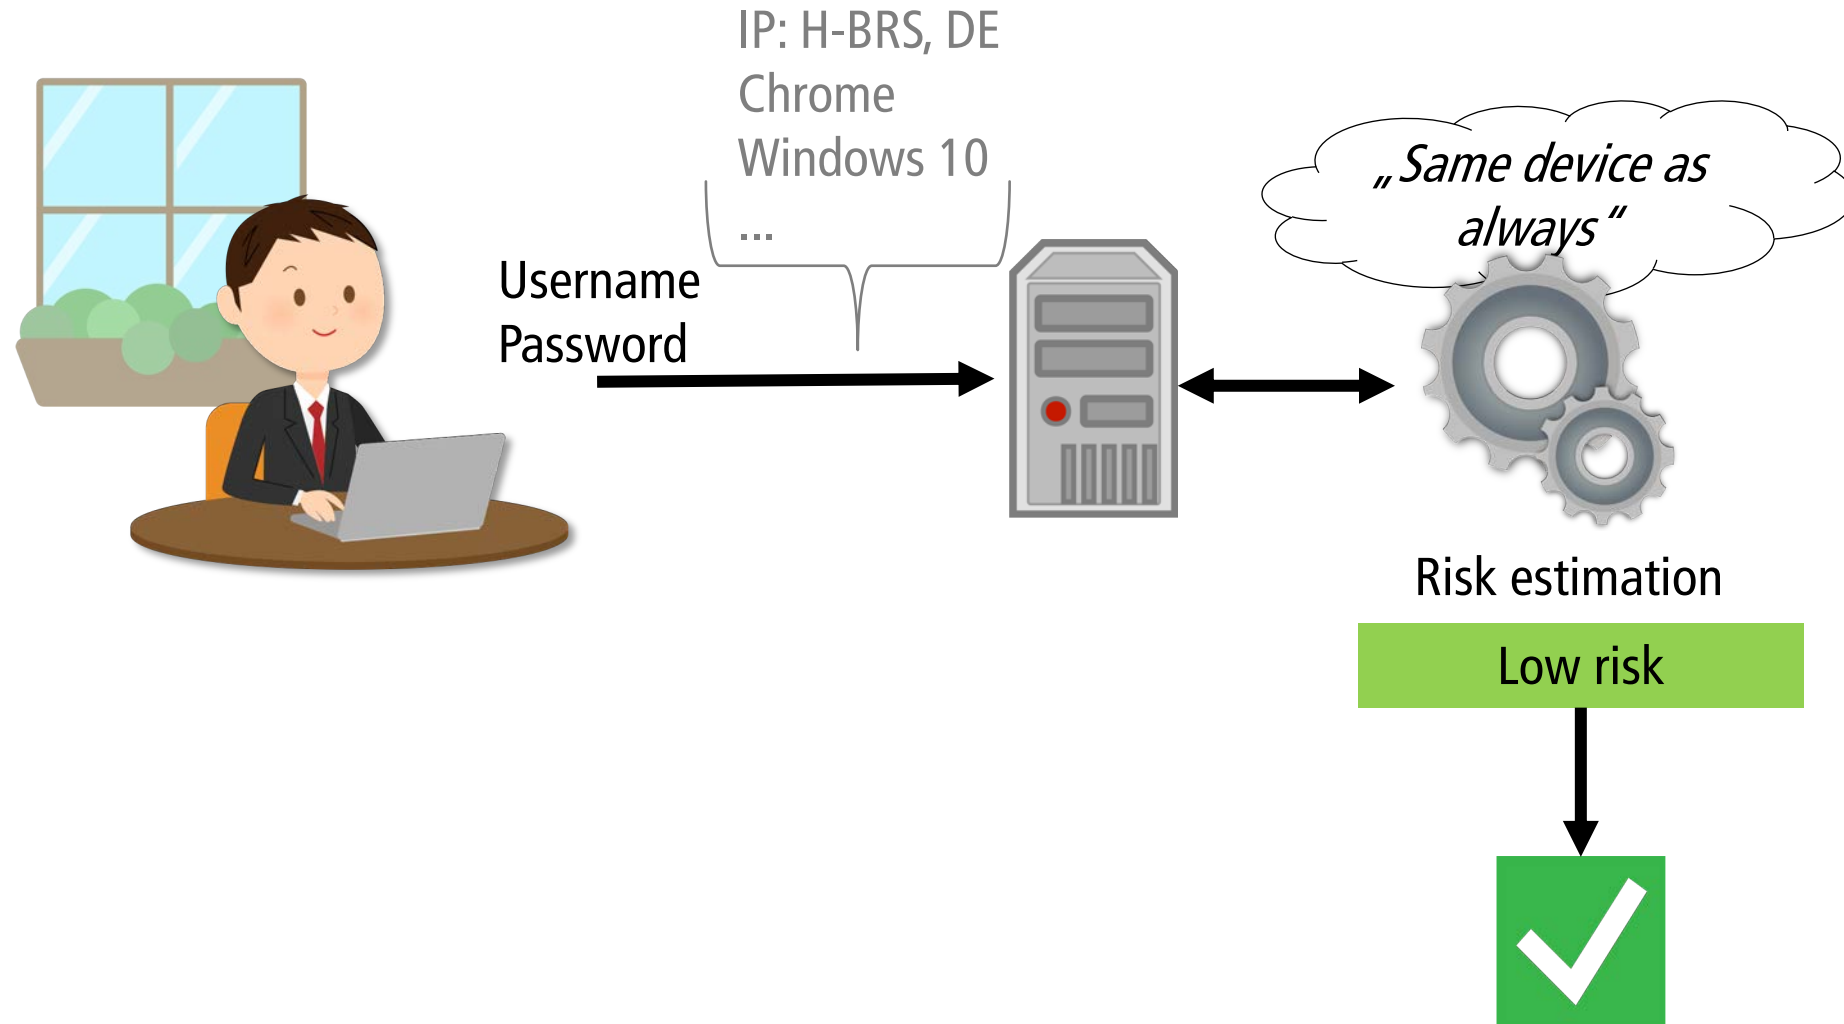 IP: H-BRS, DE
Chrome
Windows 10
...
Username
Password
„Same device as
always“
Risk estimation
Low risk